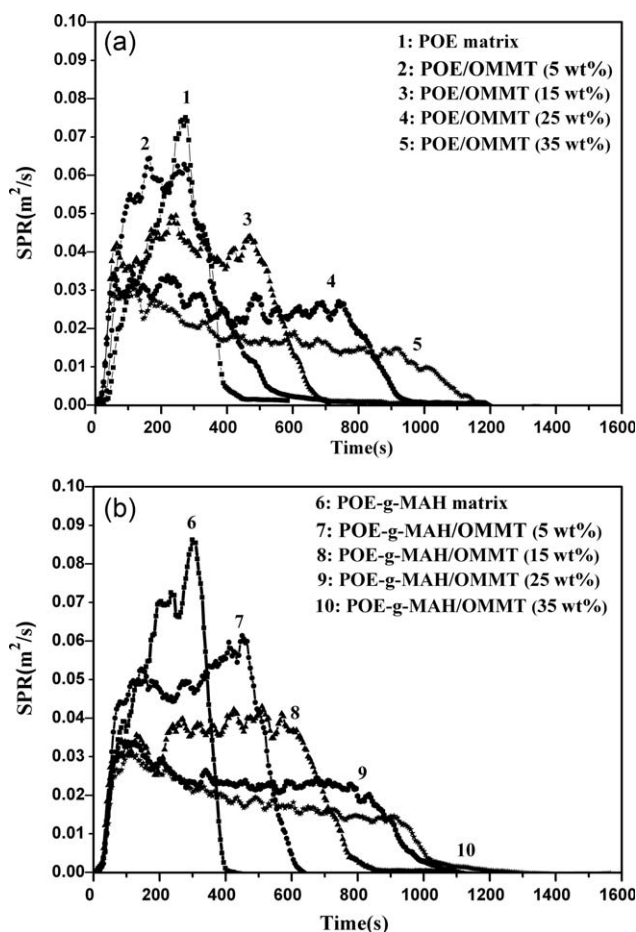 (a)
1: POE matrix
2: POE/OMMT (5 wt%)
3: POE/OMMT (15 wt%)
4: POE/OMMT (25 wt%)
5: POE/OMMT (35 wt%)
SPR(m²/s)
0.10
0.09
0.08
0.07
0.06
0.05
0.04
0.03
0.02
0.01
0.00
1
2
3
4
5
0 200 400 600 800 1000 1200 1400 1600
Time(s)
(b)
6: POE-g-MAH matrix
7: POE-g-MAH/OMMT (5 wt%)
8: POE-g-MAH/OMMT (15 wt%)
9: POE-g-MAH/OMMT (25 wt%)
10: POE-g-MAH/OMMT (35 wt%)
SPR(m²/s)
0.10
0.09
0.08
0.07
0.06
0.05
0.04
0.03
0.02
0.01
0.00
6
7
8
9
10
0 200 400 600 800 1000 1200 1400 1600
Time(s)